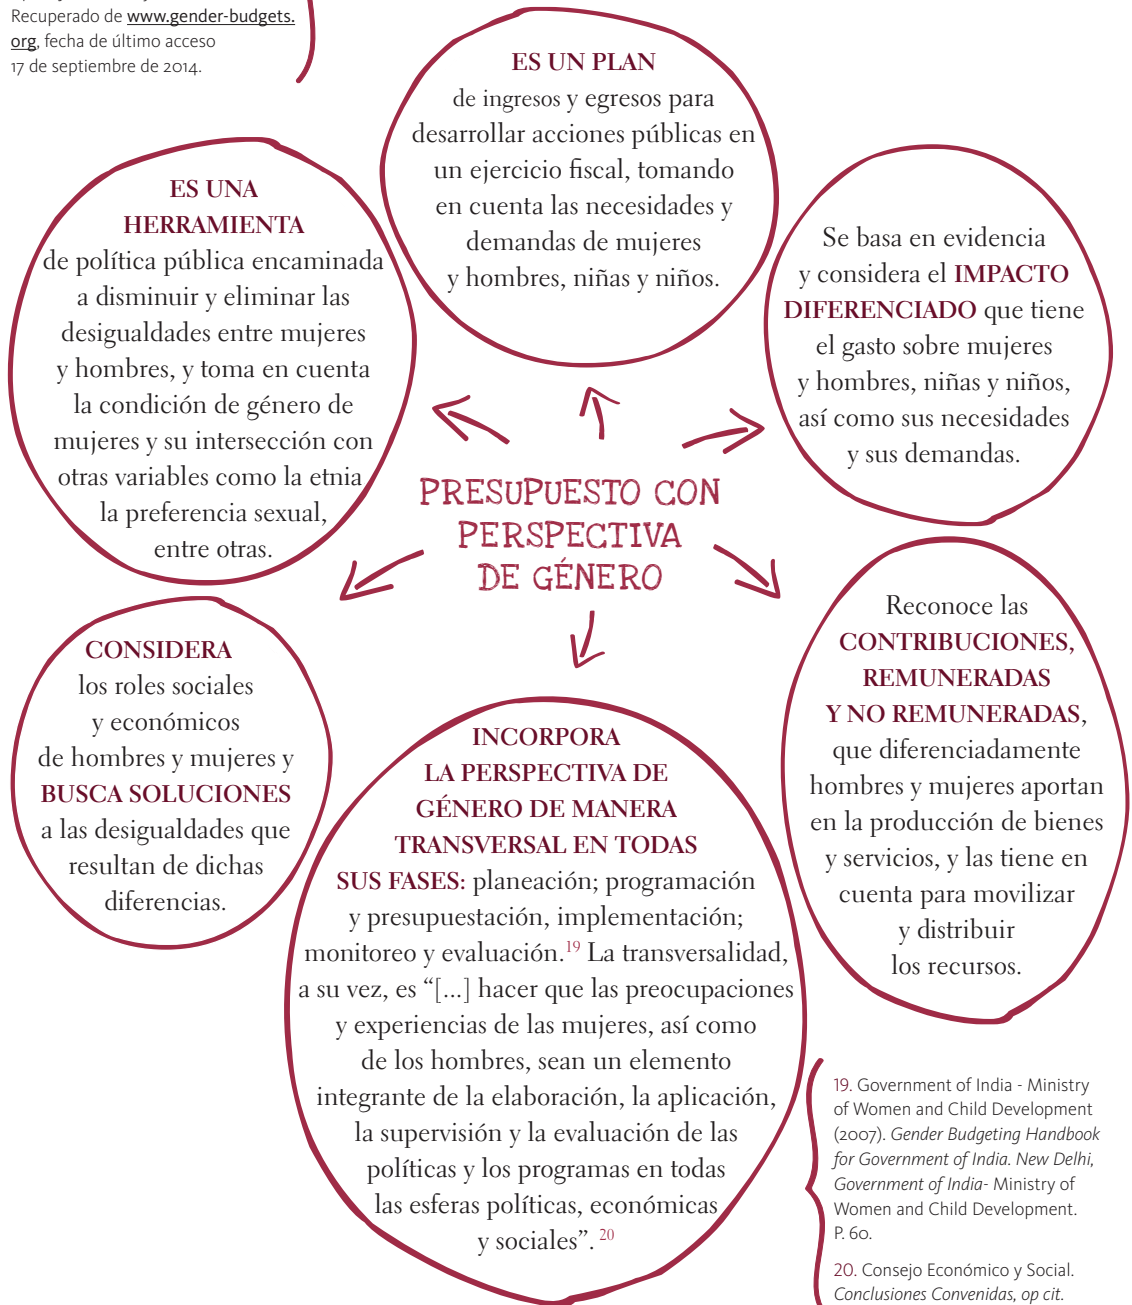 Recuperado de www.gender-budgets.
org, fecha de último acceso
17 de septiembre de 2014.
ES UN PLAN
de ingresos y egresos para
desarrollar acciones públicas en
un ejercicio fiscal, tomando
en cuenta las necesidades y
demandas de mujeres
y hombres, niñas y niños.
ES UNA
HERRAMIENTA
de política pública encaminada
a disminuir y eliminar las
desigualdades entre mujeres
y hombres, y toma en cuenta
la condición de género de
mujeres y su intersección con
otras variables como la etnia
la preferencia sexual,
entre otras.
Se basa en evidencia
y considera el IMPACTO
DIFERENCIADO que tiene
el gasto sobre mujeres
y hombres, niñas y niños,
así como sus necesidades
y sus demandas.
PRESUPUESTO CON
PERSPECTIVA
DE GÉNERO
CONSIDERA
los roles sociales
y económicos
de hombres y mujeres y
BUSCA SOLUCIONES
a las desigualdades que
resultan de dichas
diferencias.
INCORPORA
LA PERSPECTIVA DE
GÉNERO DE MANERA
TRANSVERSAL EN TODAS
SUS FASES: planeación; programación
y presupuestación, implementación;
monitoreo y evaluación.19 La transversalidad,
a su vez, es “[...] hacer que las preocupaciones
y experiencias de las mujeres, así como
de los hombres, sean un elemento
integrante de la elaboración, la aplicación,
la supervisión y la evaluación de las
políticas y los programas en todas
las esferas políticas, económicas
y sociales”. 20
Reconoce las
CONTRIBUCIONES,
REMUNERADAS
Y NO REMUNERADAS,
que diferenciadamente
hombres y mujeres aportan
en la producción de bienes
y servicios, y las tiene en
cuenta para movilizar
y distribuir
los recursos.
19. Government of India - Ministry
of Women and Child Development
(2007). Gender Budgeting Handbook
for Government of India. New Delhi,
Government of India- Ministry of
Women and Child Development.
P. 60.
20. Consejo Económico y Social.
Conclusiones Convenidas, op cit.